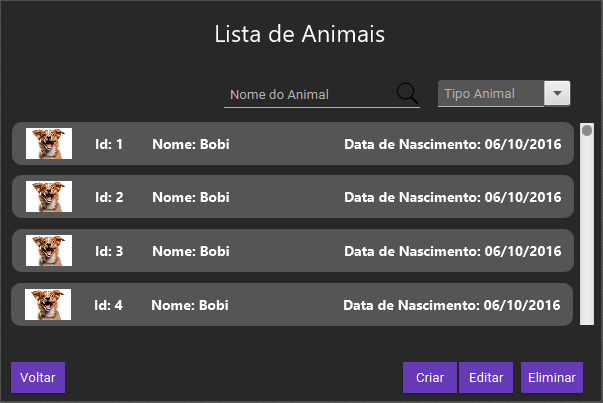 Lista de Animais
Nome do Animal
Tipo Animal
Id: 1 Nome: Bobi Data de Nascimento: 06/10/2016
Id: 2 Nome: Bobi Data de Nascimento: 06/10/2016
Id: 3 Nome: Bobi Data de Nascimento: 06/10/2016
Id: 4 Nome: Bobi Data de Nascimento: 06/10/2016
Voltar Criar Editar Eliminar